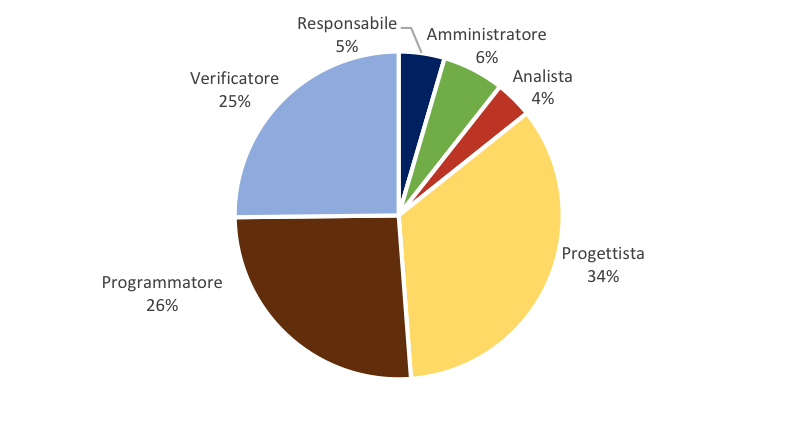 Responsabile
5%
Amministratore
6%
Analista
4%
Progettista
34%
Programmatore
26%
Verificatore
25%